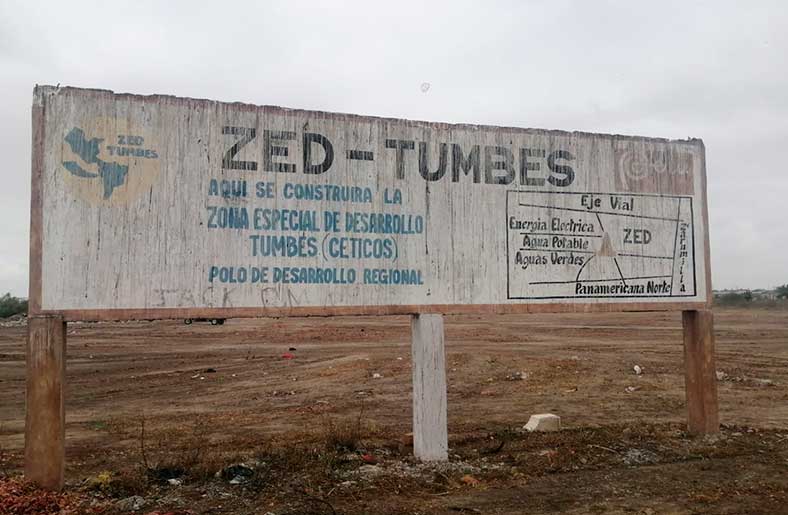 ZED
TUMBES
ZED-TUMBES
AQUI SE CONSTRUIRA LA
ZONA ESPECIAL DE DESARROLLO
TUMBES (CETICOS)
POLO DE DESARROLLO REGIONAL
Eje Vial
Energia Electrica
Agua Potable
Aguas Verdes
ZED
Zarumilla
Panamericana Norte